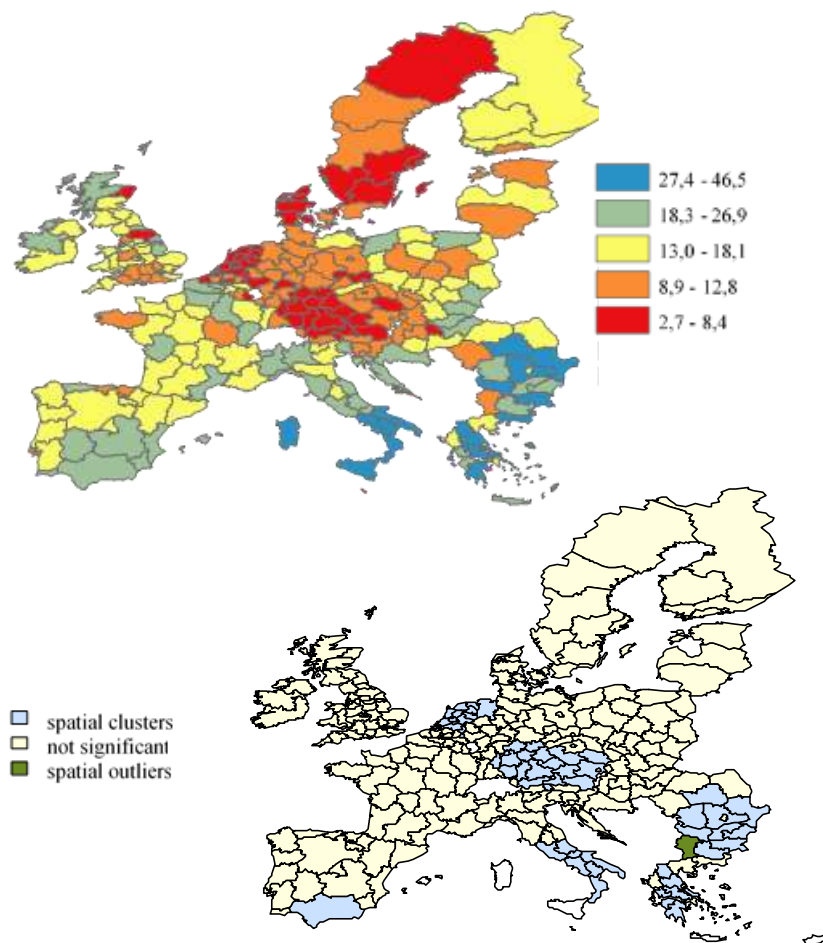 27,4 - 46,5
18,3 - 26,9
13,0 - 18,1
8,9 - 12,8
2,7 - 8,4
spatial clusters
not significant
spatial outliers